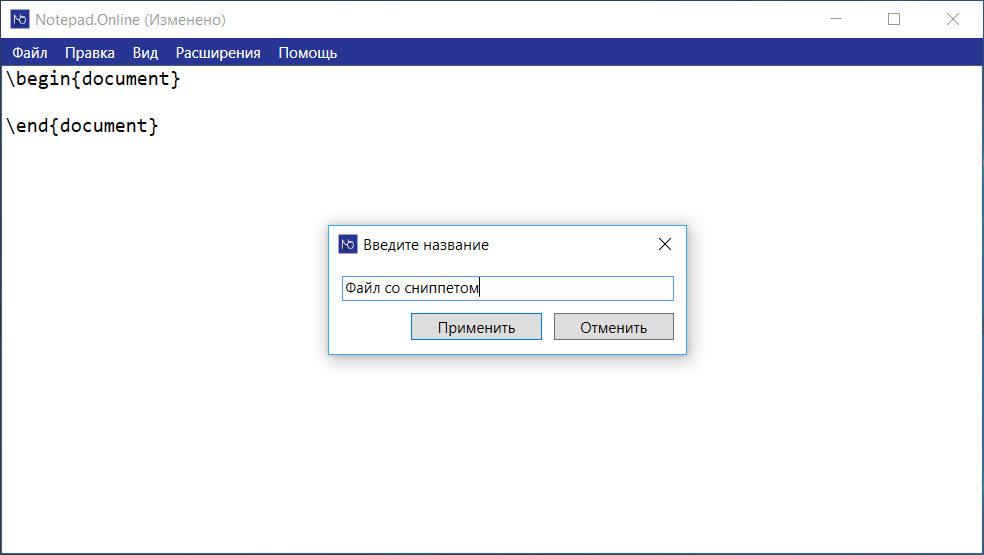 Notepad.Online (Изменено)
Файл Правка Вид Расширения Помощь
\begin{document}
\end{document}
Введите название
Файл со сниппетом
Применить Отменить